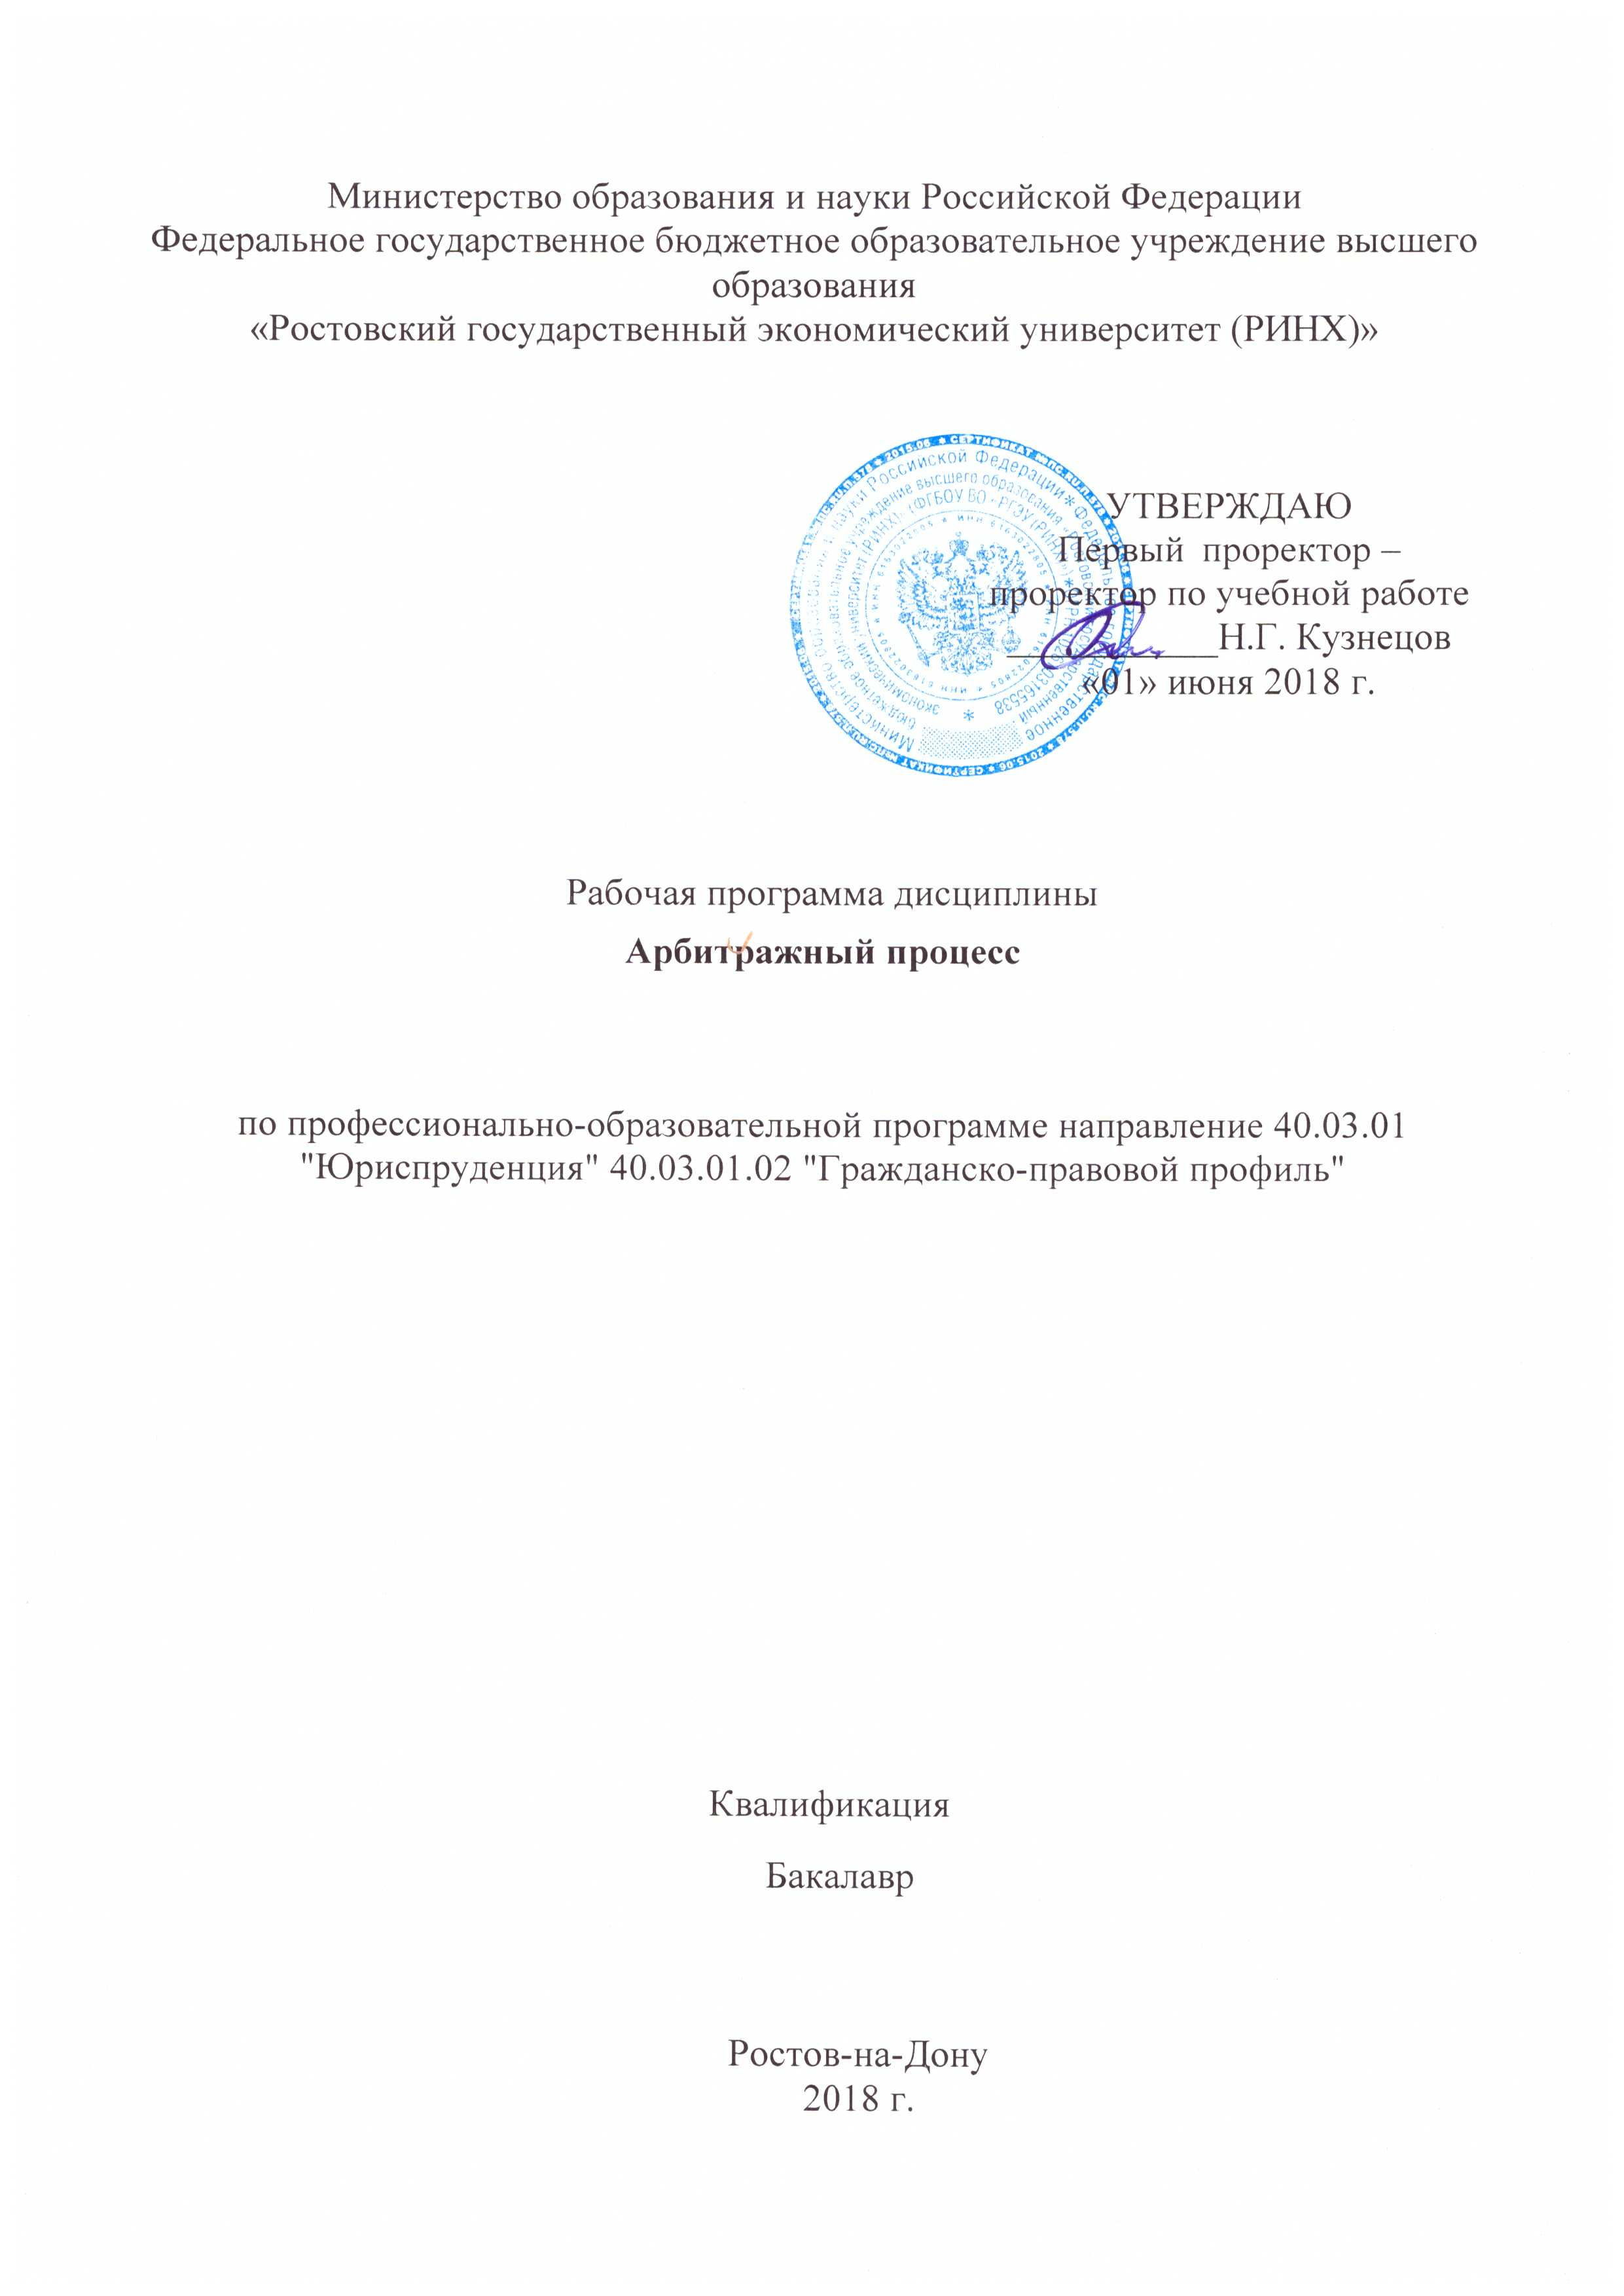 Министерство образования и науки Российской Федерации
Федеральное государственное бюджетное образовательное учреждение высшего
образования
«Ростовский государственный экономический университет (РИНХ)»
УТВЕРЖДАЮ
Первый проректор –
проректор по учебной работе
____________Н.Г. Кузнецов
«01» июня 2018 г.
Рабочая программа дисциплины
Арбитражный процесс
по профессионально-образовательной программе направление 40.03.01
"Юриспруденция" 40.03.01.02 "Гражданско-правовой профиль"
Квалификация
Бакалавр
Ростов-на-Дону
2018 г.